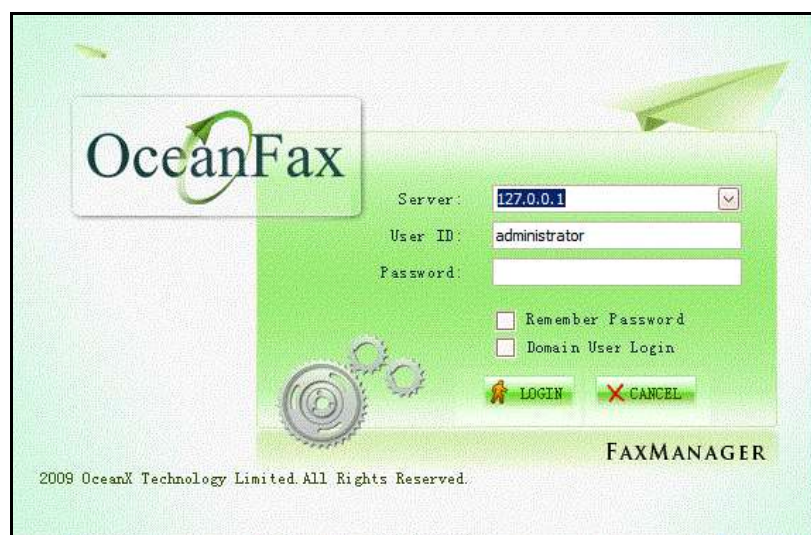 OceanFax
Server: 127.0.0.1
User ID: administrator
Password:
Remember Password
Domain User Login
LOGIN CANCEL
FAXMANAGER
2009 OceanX Technology Limited.All Rights Reserved.